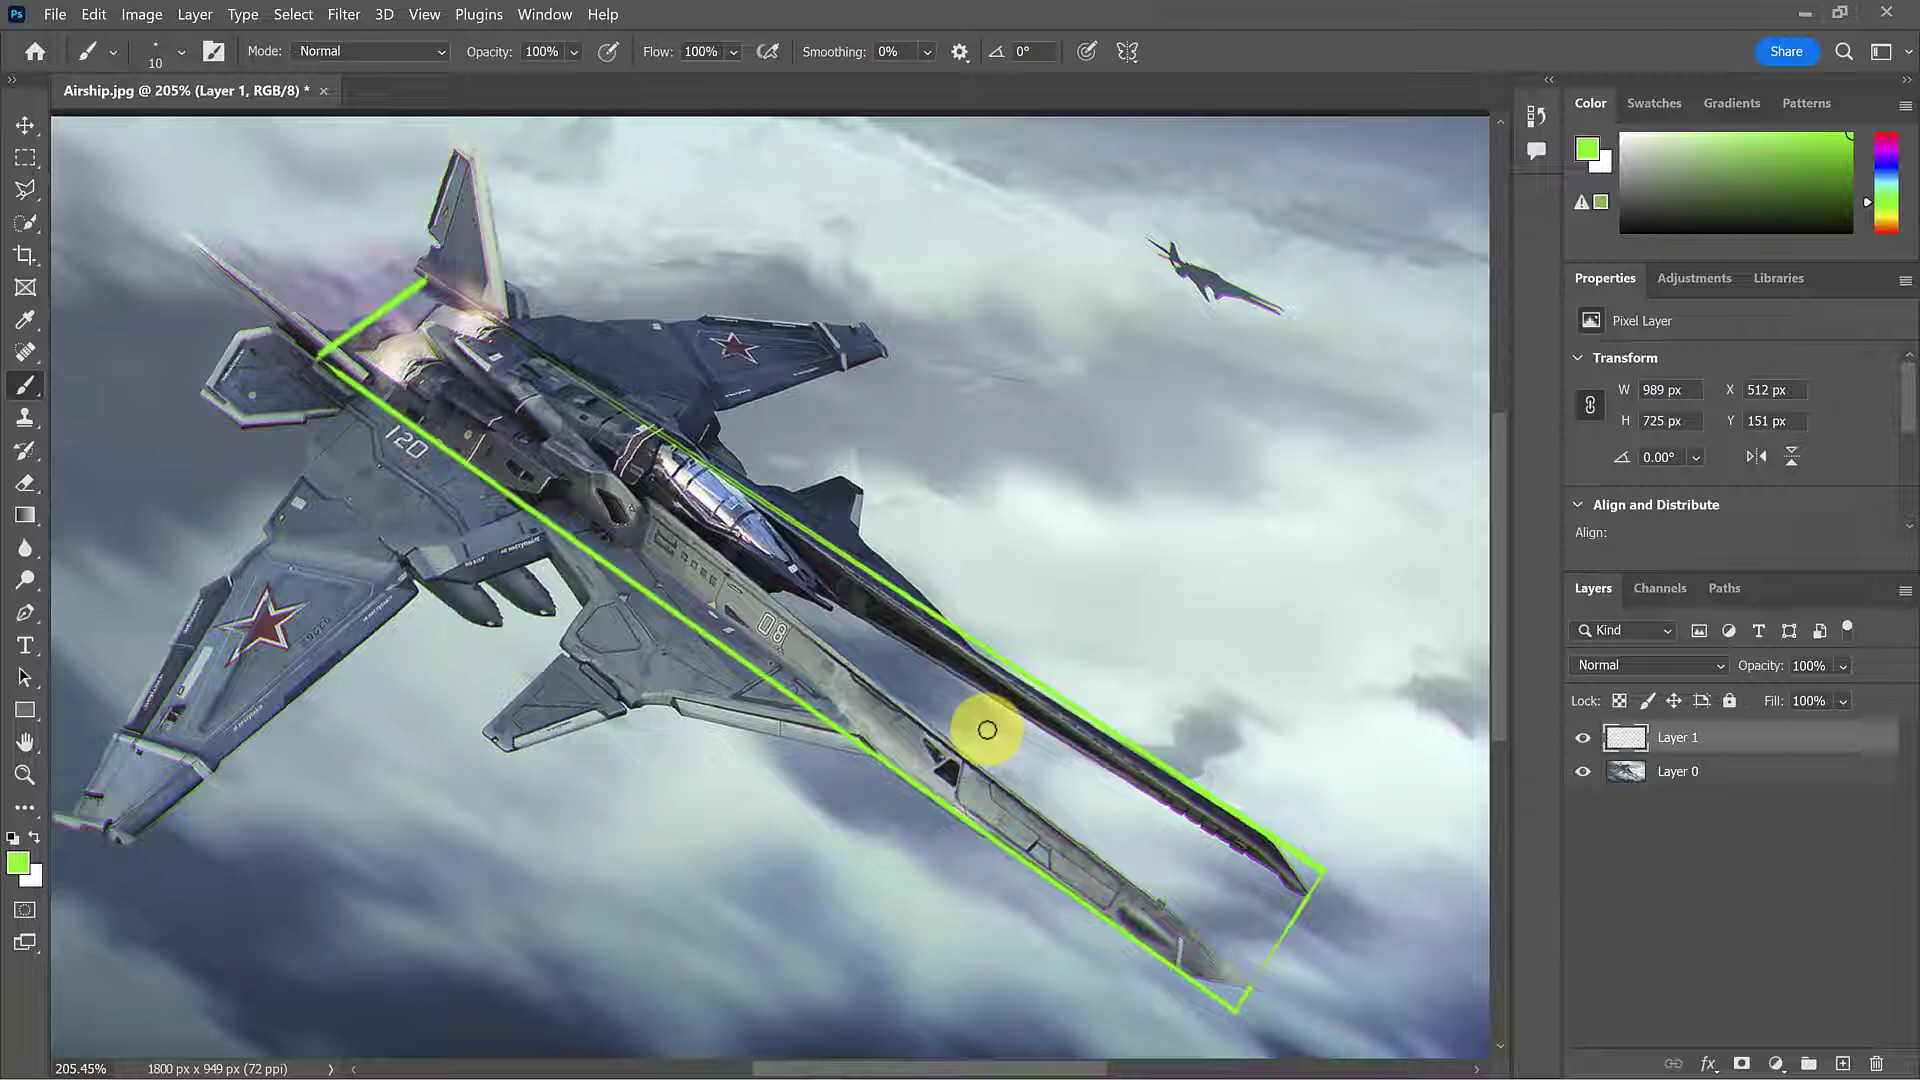 Ps File Edit Image Layer Type Select Filter 3D View Plugins Window Help
10 Mode: Normal Opacity: 100% Flow: 100% Smoothing: 0% 0° Share
Airship.jpg @ 205% (Layer 1, RGB/8) * ×
Color Swatches Gradients Patterns
Properties Adjustments Libraries
Pixel Layer
Transform
W 989 px X 512 px
H 725 px Y 151 px
0.00°
Align and Distribute
Align:
Layers Channels Paths
Kind
Normal Opacity: 100%
Lock: Fill: 100%
Layer 1
Layer 0
120
08
205.45% 1800 px x 949 px (72 ppi)